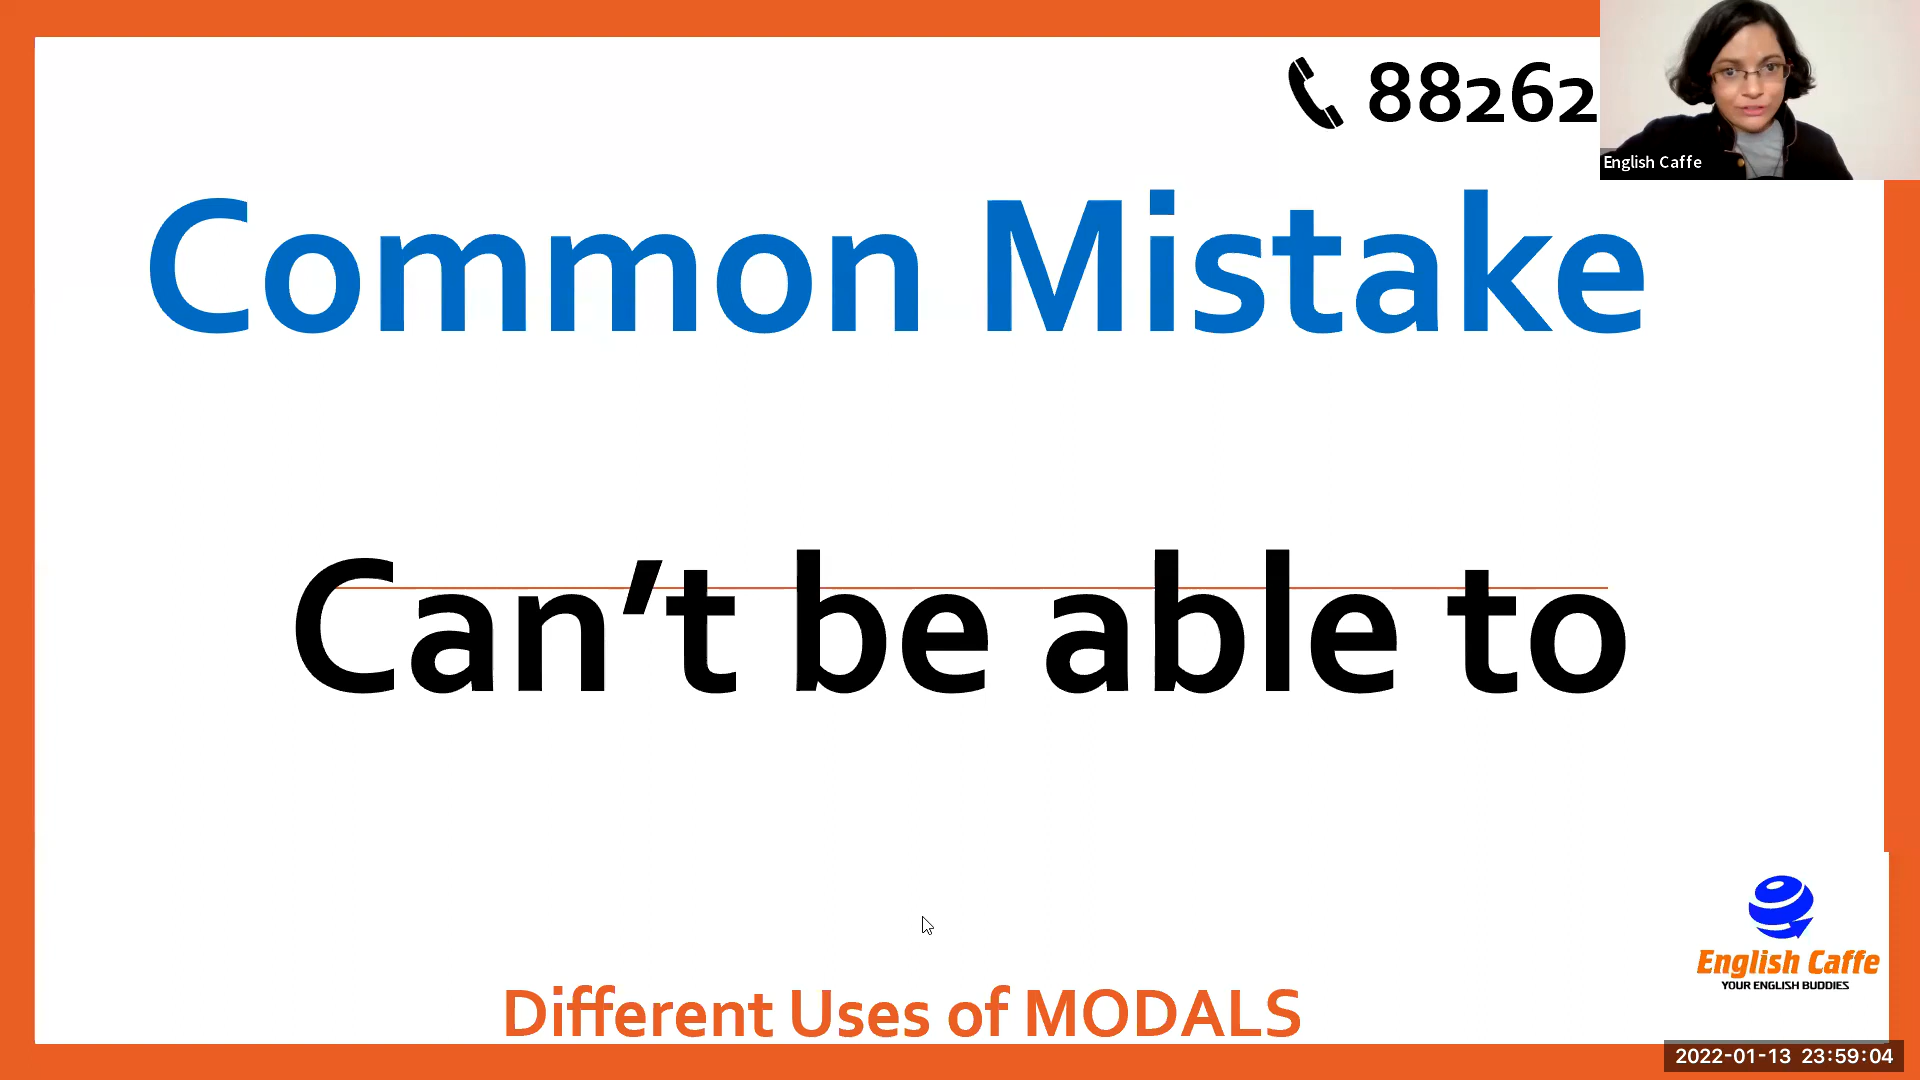 88262
English Caffe
Common Mistake
Can't be able to
English Caffe
YOUR ENGLISH BUDDIES
Different Uses of MODALS
2022-01-13 23:59:04